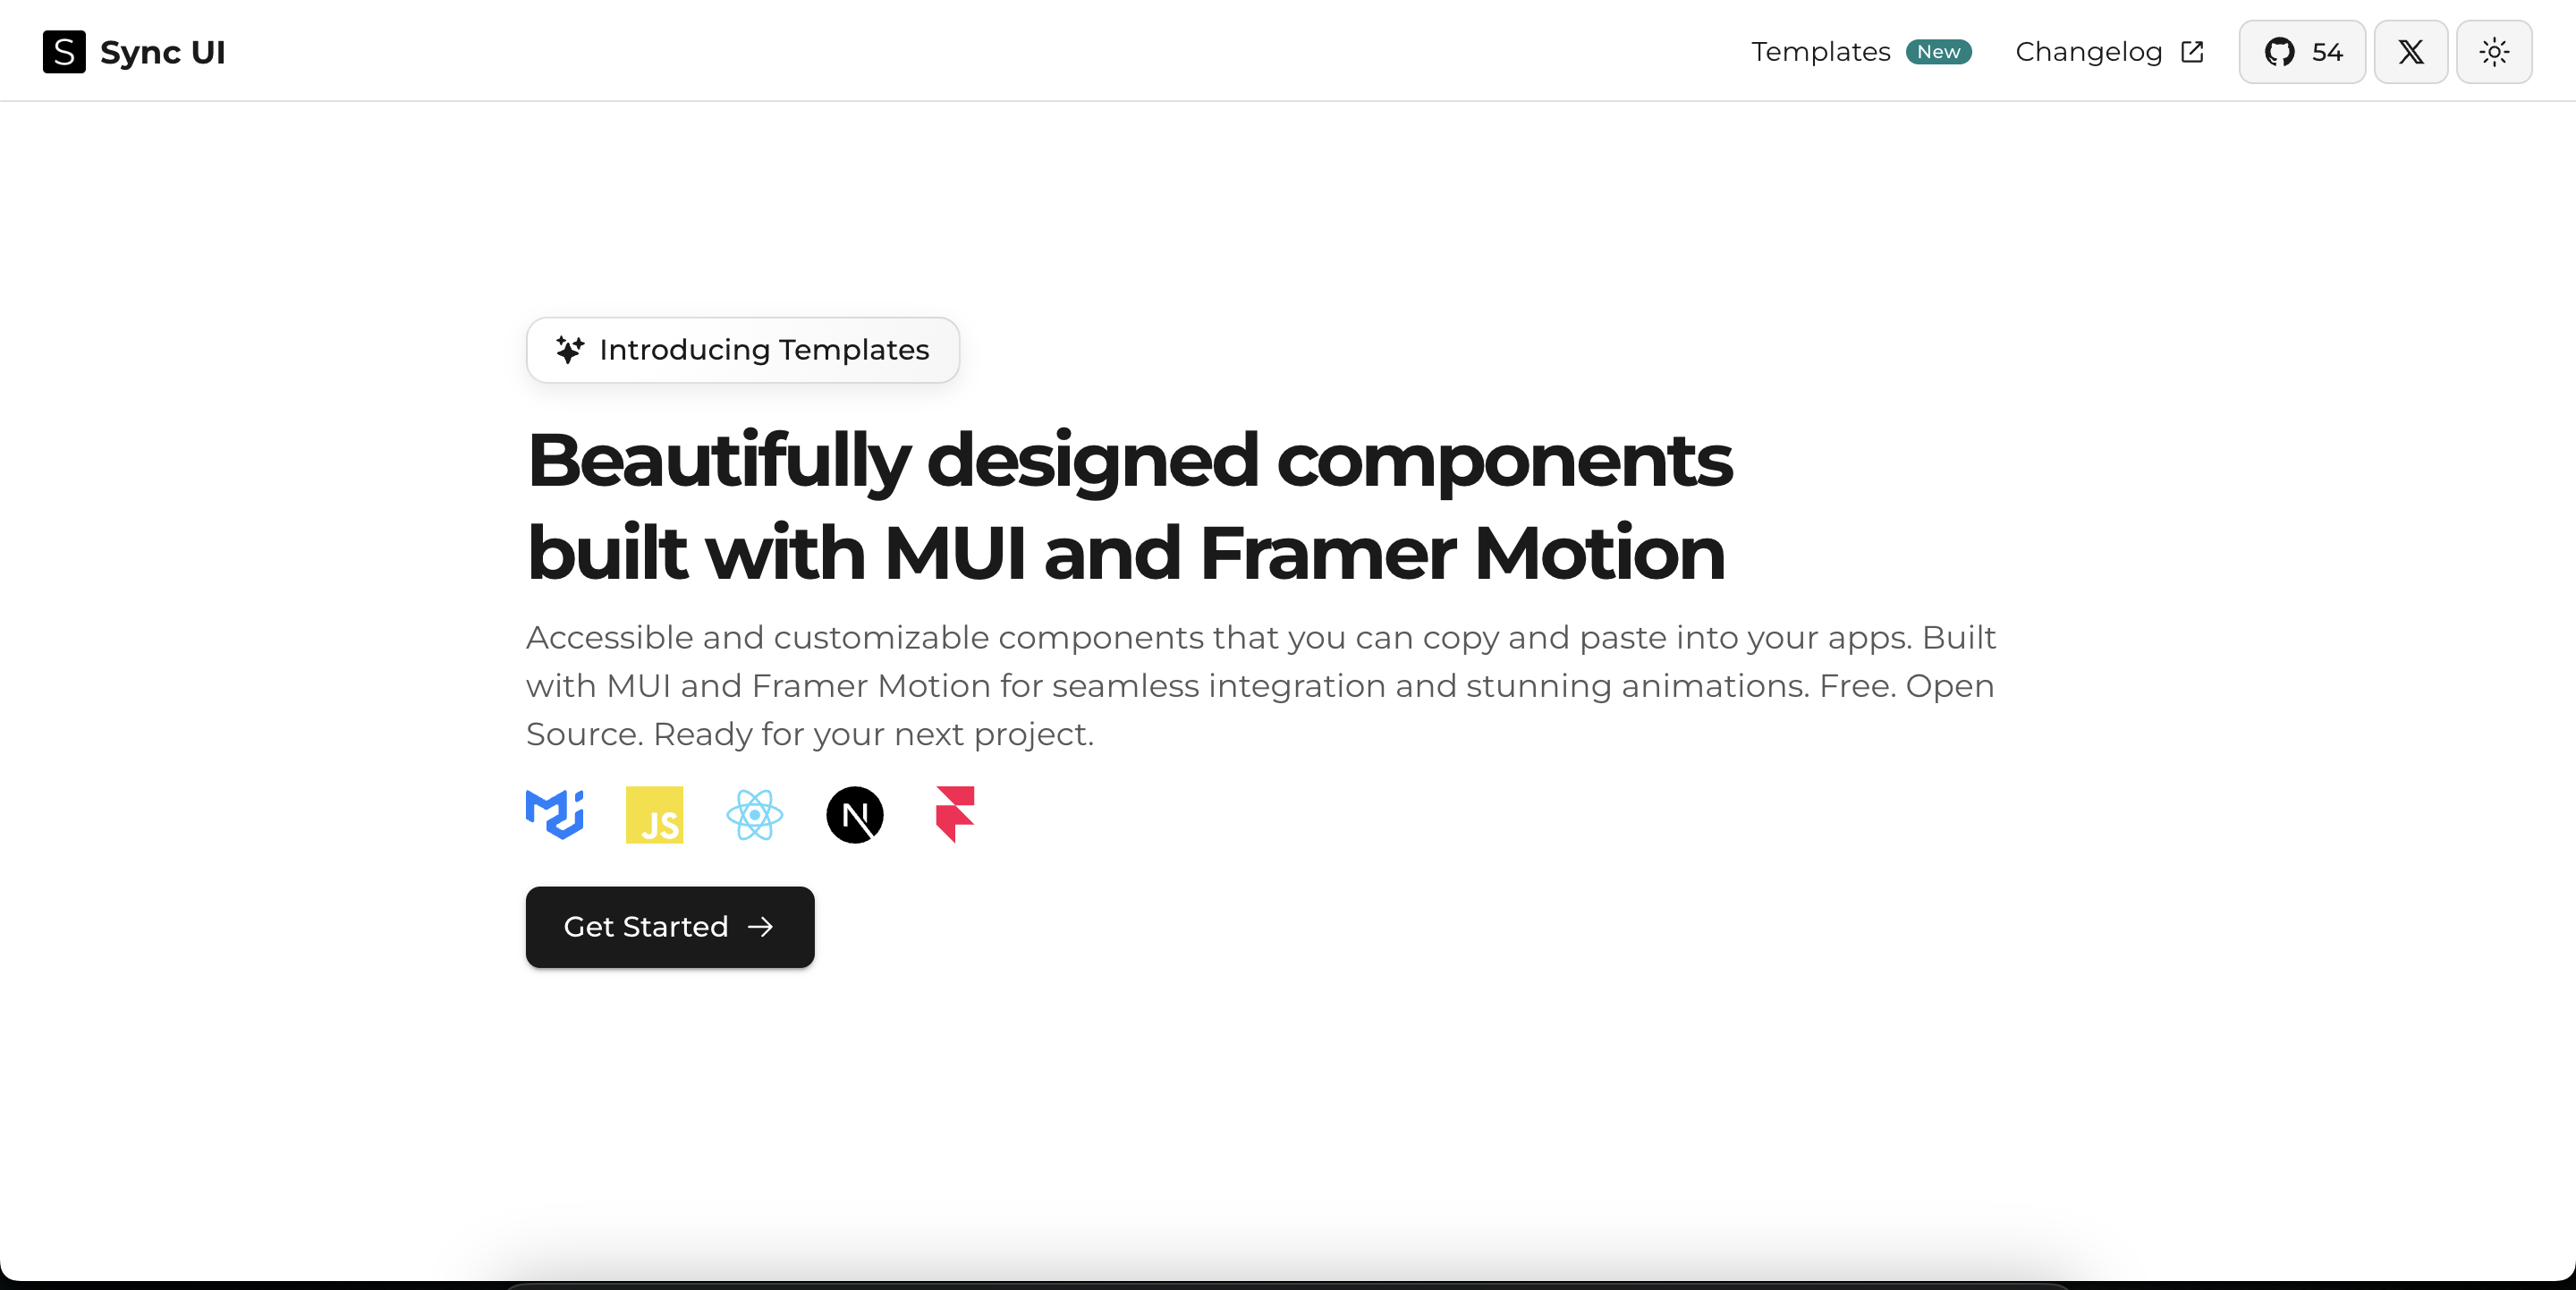 S Sync UI
Templates New Changelog 54
Introducing Templates
Beautifully designed components
built with MUI and Framer Motion
Accessible and customizable components that you can copy and paste into your apps. Built
with MUI and Framer Motion for seamless integration and stunning animations. Free. Open
Source. Ready for your next project.
JS N
Get Started